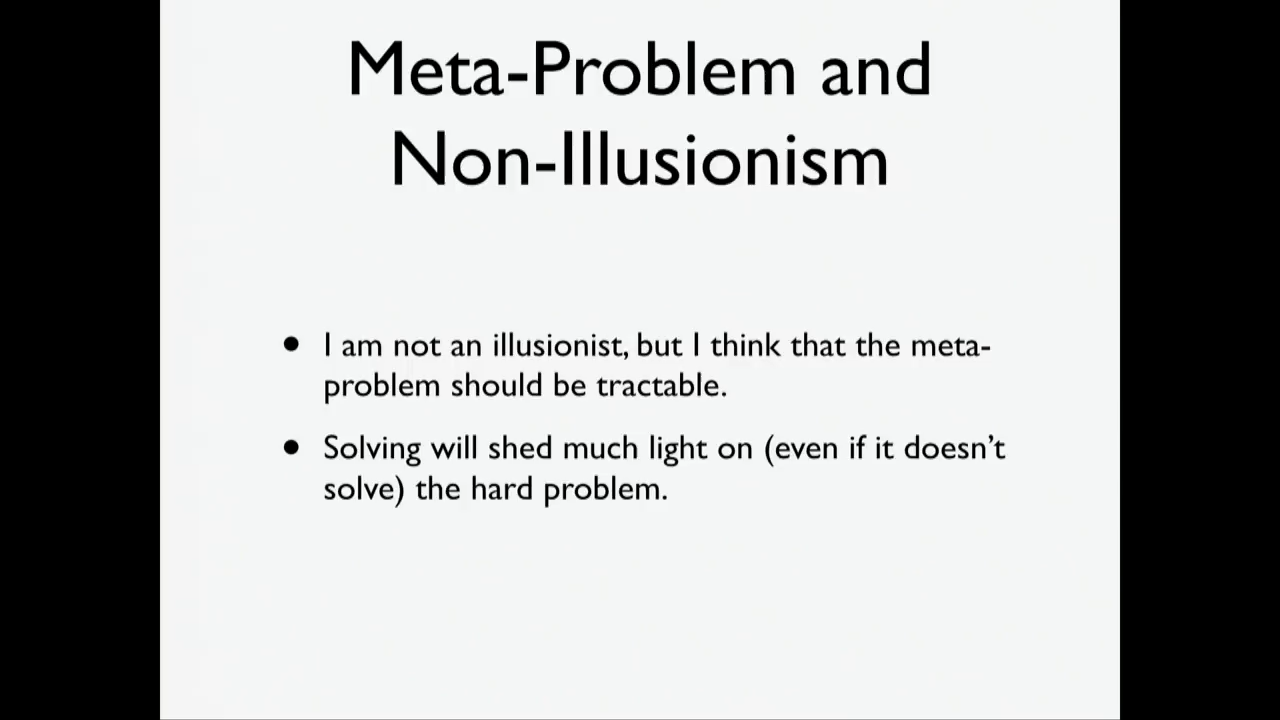 Meta-Problem and
Non-Illusionism
• I am not an illusionist, but I think that the meta-
problem should be tractable.
• Solving will shed much light on (even if it doesn’t
solve) the hard problem.